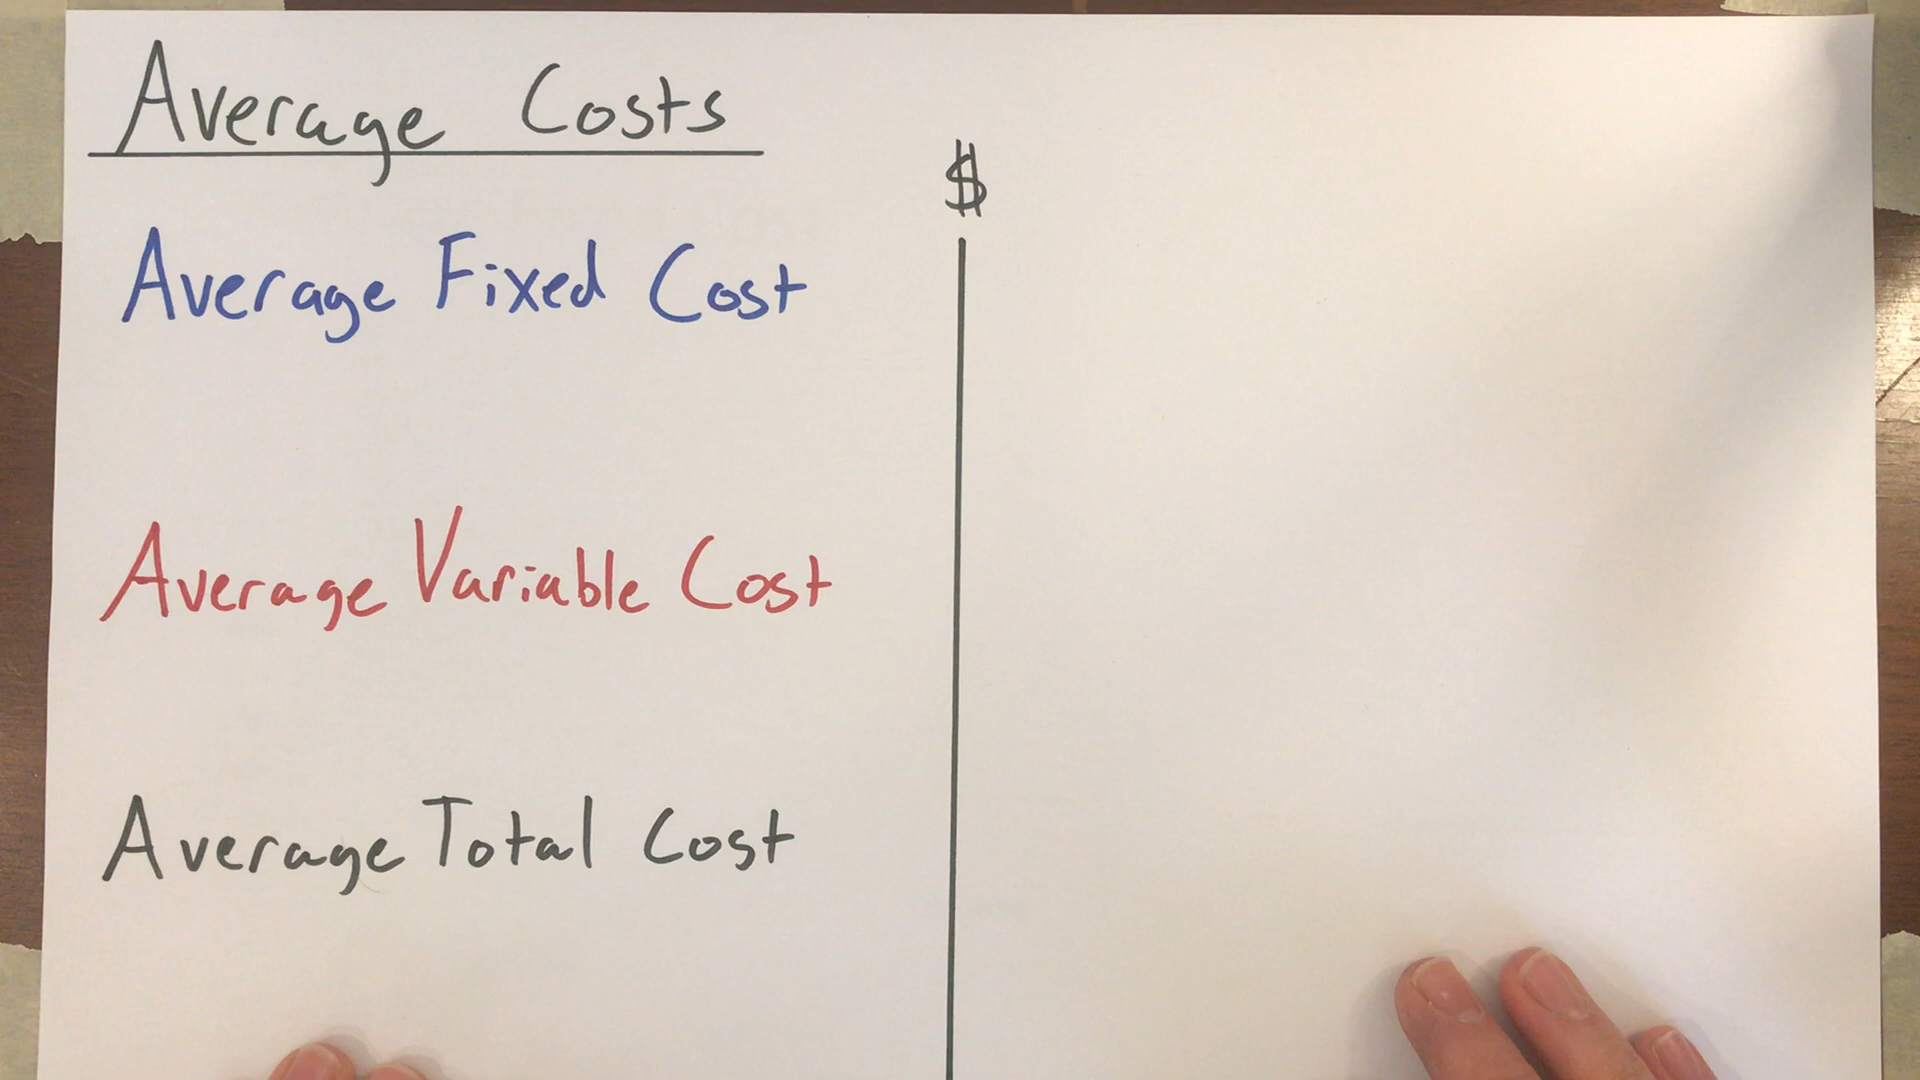 Average Costs
$
Average Fixed Cost
Average Variable Cost
Average Total Cost